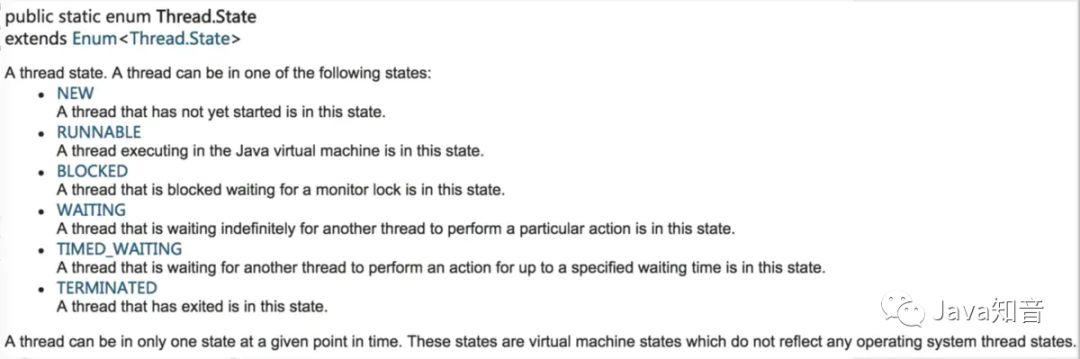 public static enum Thread.State
extends Enum<Thread.State>
A thread state. A thread can be in one of the following states:
• NEW
A thread that has not yet started is in this state.
• RUNNABLE
A thread executing in the Java virtual machine is in this state.
• BLOCKED
A thread that is blocked waiting for a monitor lock is in this state.
• WAITING
A thread that is waiting indefinitely for another thread to perform a particular action is in this state.
• TIMED_WAITING
A thread that is waiting for another thread to perform an action for up to a specified waiting time is in this state.
• TERMINATED
A thread that has exited is in this state.
Java知音
A thread can be in only one state at a given point in time. These states are virtual machine states which do not reflect any operating system thread states.